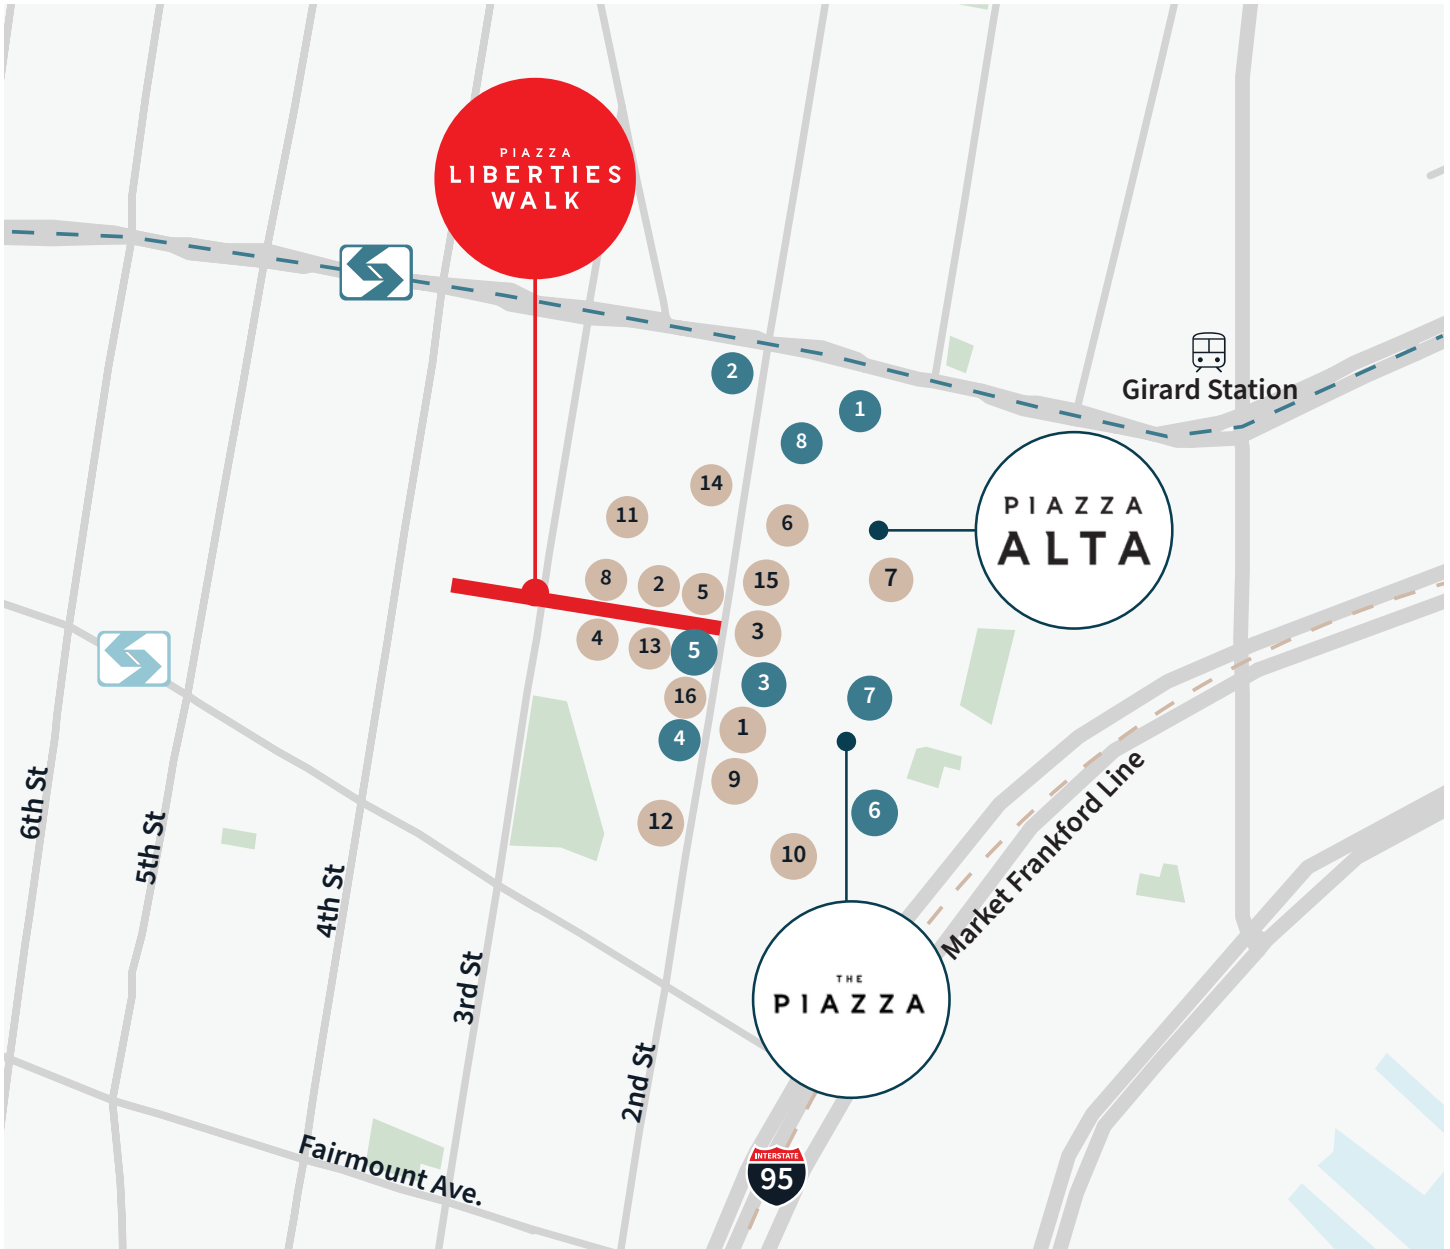 PIAZZA
LIBERTIES
WALK
2
1
8
Girard Station
14
11
6
PIAZZA
ALTA
8
2
5
15
7
4
13
5
3
16
3
7
4
1
9
12
6
10
6th St
5th St
4th St
3rd St
2nd St
Market Frankford Line
THE
PIAZZA
Fairmount Ave.
INTERSTATE
95